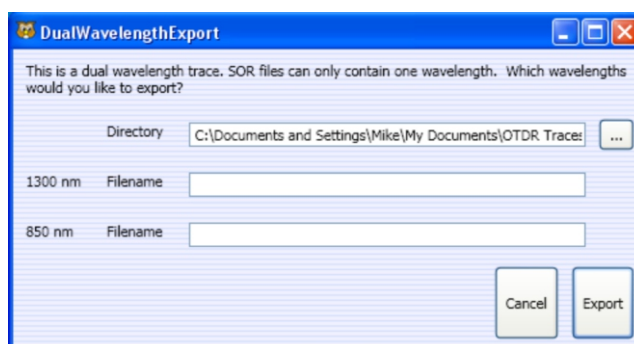 DualWavelengthExport
This is a dual wavelength trace. SOR files can only contain one wavelength. Which wavelengths
would you like to export?
Directory C:\Documents and Settings\Mike\My Documents\OTDR Traces ...
1300 nm Filename
850 nm Filename
Cancel Export